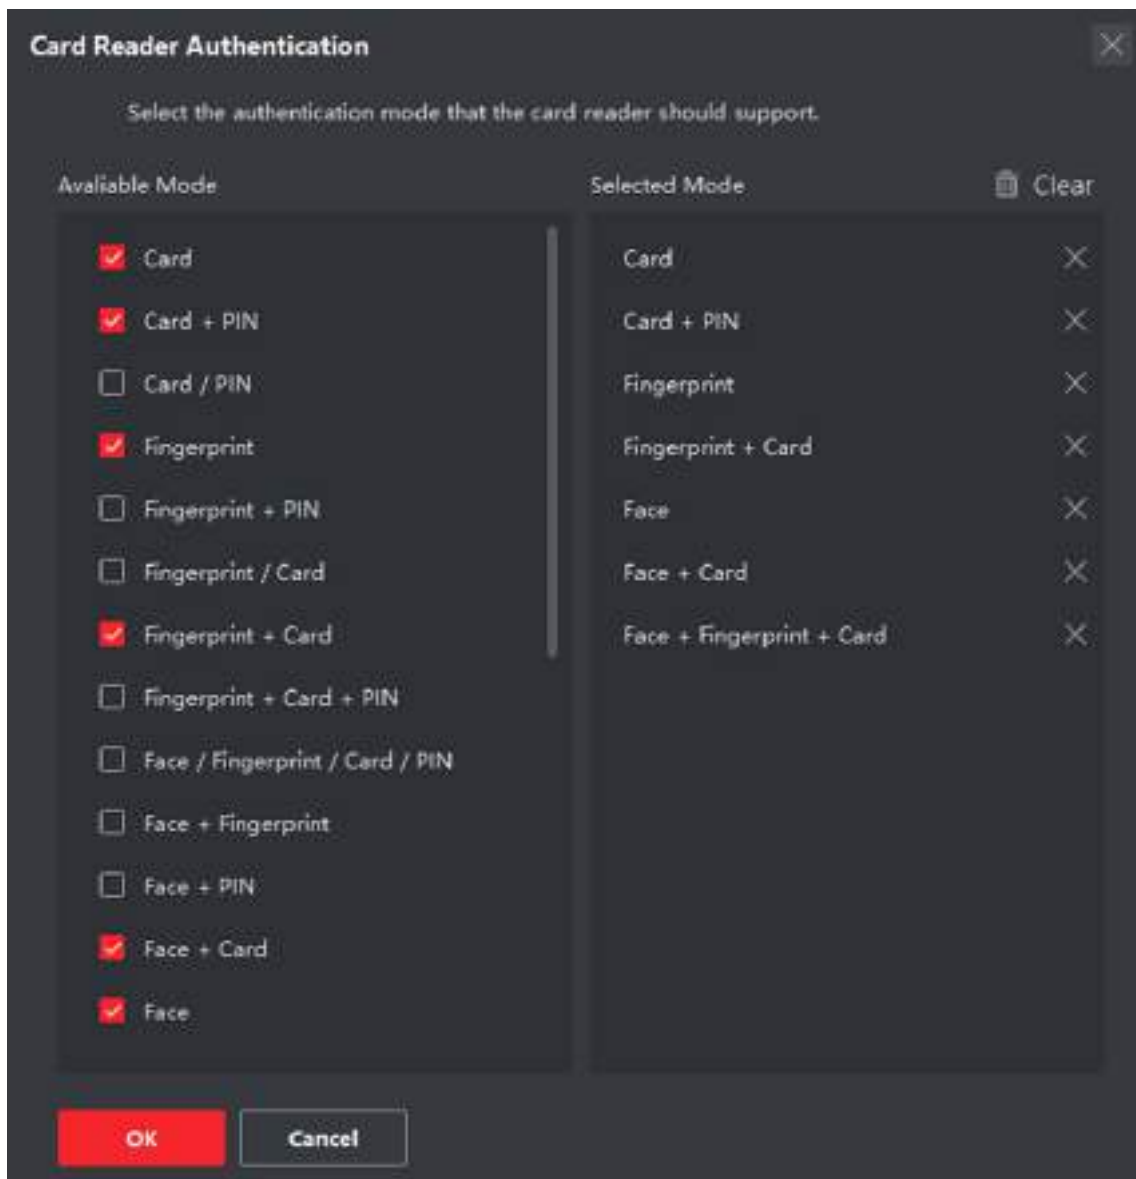 Card Reader Authentication
Select the authentication mode that the card reader should support.
Avaliable Mode
Card
Card + PIN
Card / PIN
Fingerprint
Fingerprint + PIN
Fingerprint / Card
Fingerprint + Card
Fingerprint + Card + PIN
Face / Fingerprint / Card / PIN
Face + Fingerprint
Face + PIN
Face + Card
Face
Selected Mode
Clear
Card
Card + PIN
Fingerprint
Fingerprint + Card
Face
Face + Card
Face + Fingerprint + Card
OK
Cancel